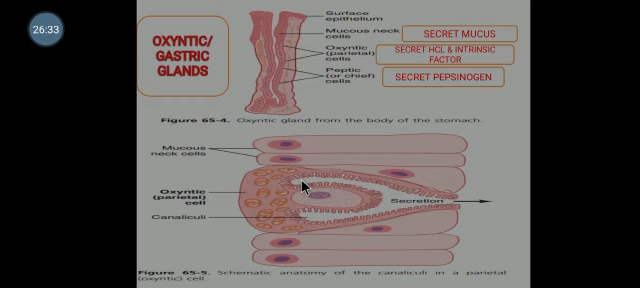 26:33
OXYNTIC/
GASTRIC
GLANDS
Surface
epithelium
Mucous neck
cells
SECRET MUCUS
Oxyntic
(parietal)
cells
SECRET HCL & INTRINSIC
FACTOR
Peptic
(or chief)
cells
SECRET PEPSINOGEN
Figure 65-4. Oxyntic gland from the body of the stomach.
Mucous
neck cells
Oxyntic
(parietal)
cell
Secretion
Canaliculi
Figure 65-5. Schematic anatomy of the canaliculi in a parietal
(oxyntic) cell.